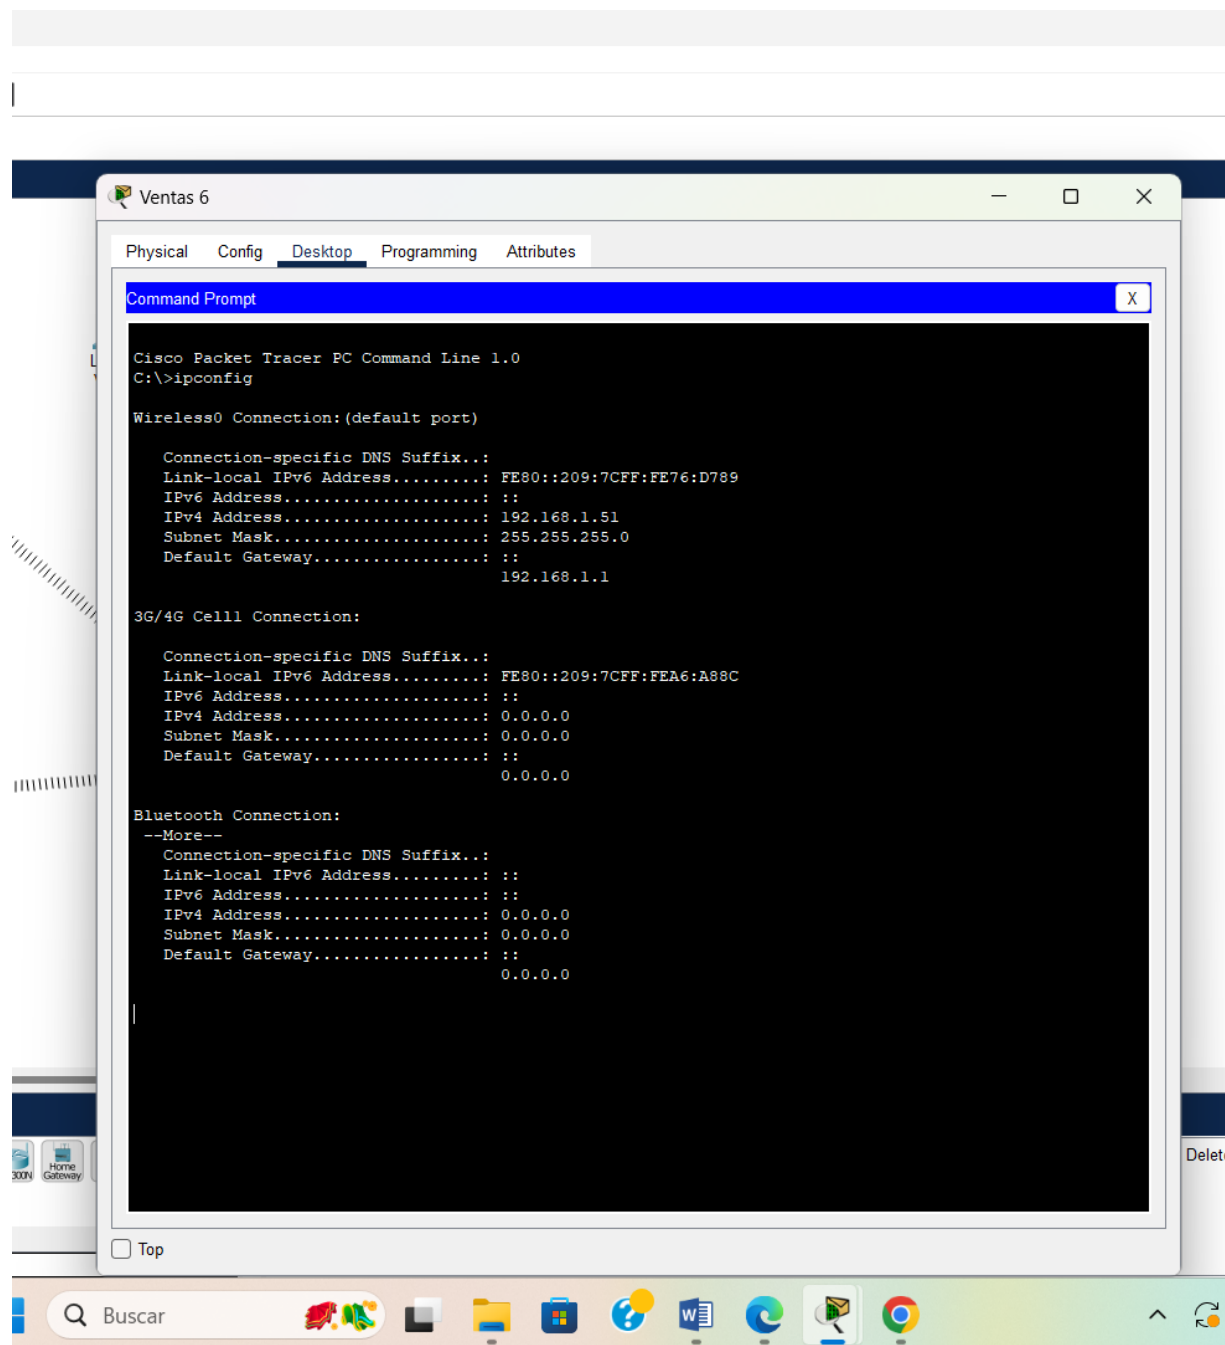 Ventas 6
Physical Config Desktop Programming Attributes
Command Prompt X
Cisco Packet Tracer PC Command Line 1.0
C:\>ipconfig
Wireless0 Connection:(default port)
Connection-specific DNS Suffix..:
Link-local IPv6 Address.........: FE80::209:7CFF:FE76:D789
IPv6 Address....................: ::
IPv4 Address....................: 192.168.1.51
Subnet Mask.....................: 255.255.255.0
Default Gateway.................: ::
192.168.1.1
3G/4G Cell1 Connection:
Connection-specific DNS Suffix..:
Link-local IPv6 Address.........: FE80::209:7CFF:FEA6:A88C
IPv6 Address....................: ::
IPv4 Address....................: 0.0.0.0
Subnet Mask.....................: 0.0.0.0
Default Gateway.................: ::
0.0.0.0
Bluetooth Connection:
--More--
Connection-specific DNS Suffix..:
Link-local IPv6 Address.........: ::
IPv6 Address....................: ::
IPv4 Address....................: 0.0.0.0
Subnet Mask.....................: 0.0.0.0
Default Gateway.................: ::
0.0.0.0
300N
Home
Gateway
Delet
Top
Buscar